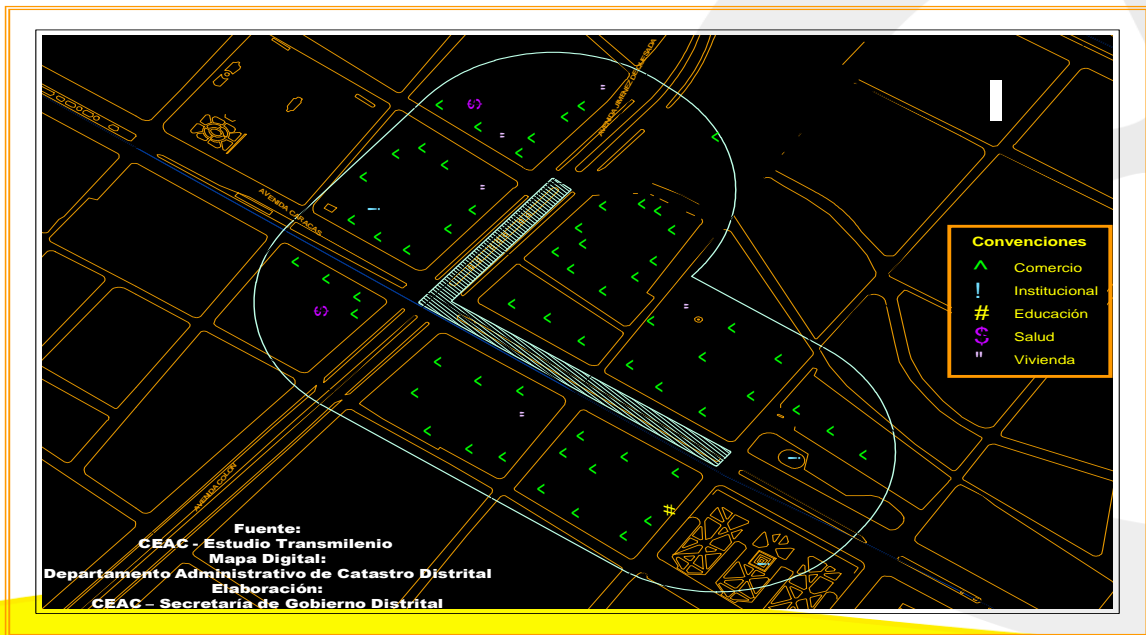 AVENIDA JIMENEZ DE QUESADA
AVENIDA CARACAS
AVENIDA COLON
Convenciones
^ Comercio
! Institucional
# Educación
$ Salud
" Vivienda
Fuente:
CEAC - Estudio Transmilenio
Mapa Digital:
Departamento Administrativo de Catastro Distrital
Elaboración:
CEAC – Secretaría de Gobierno Distrital